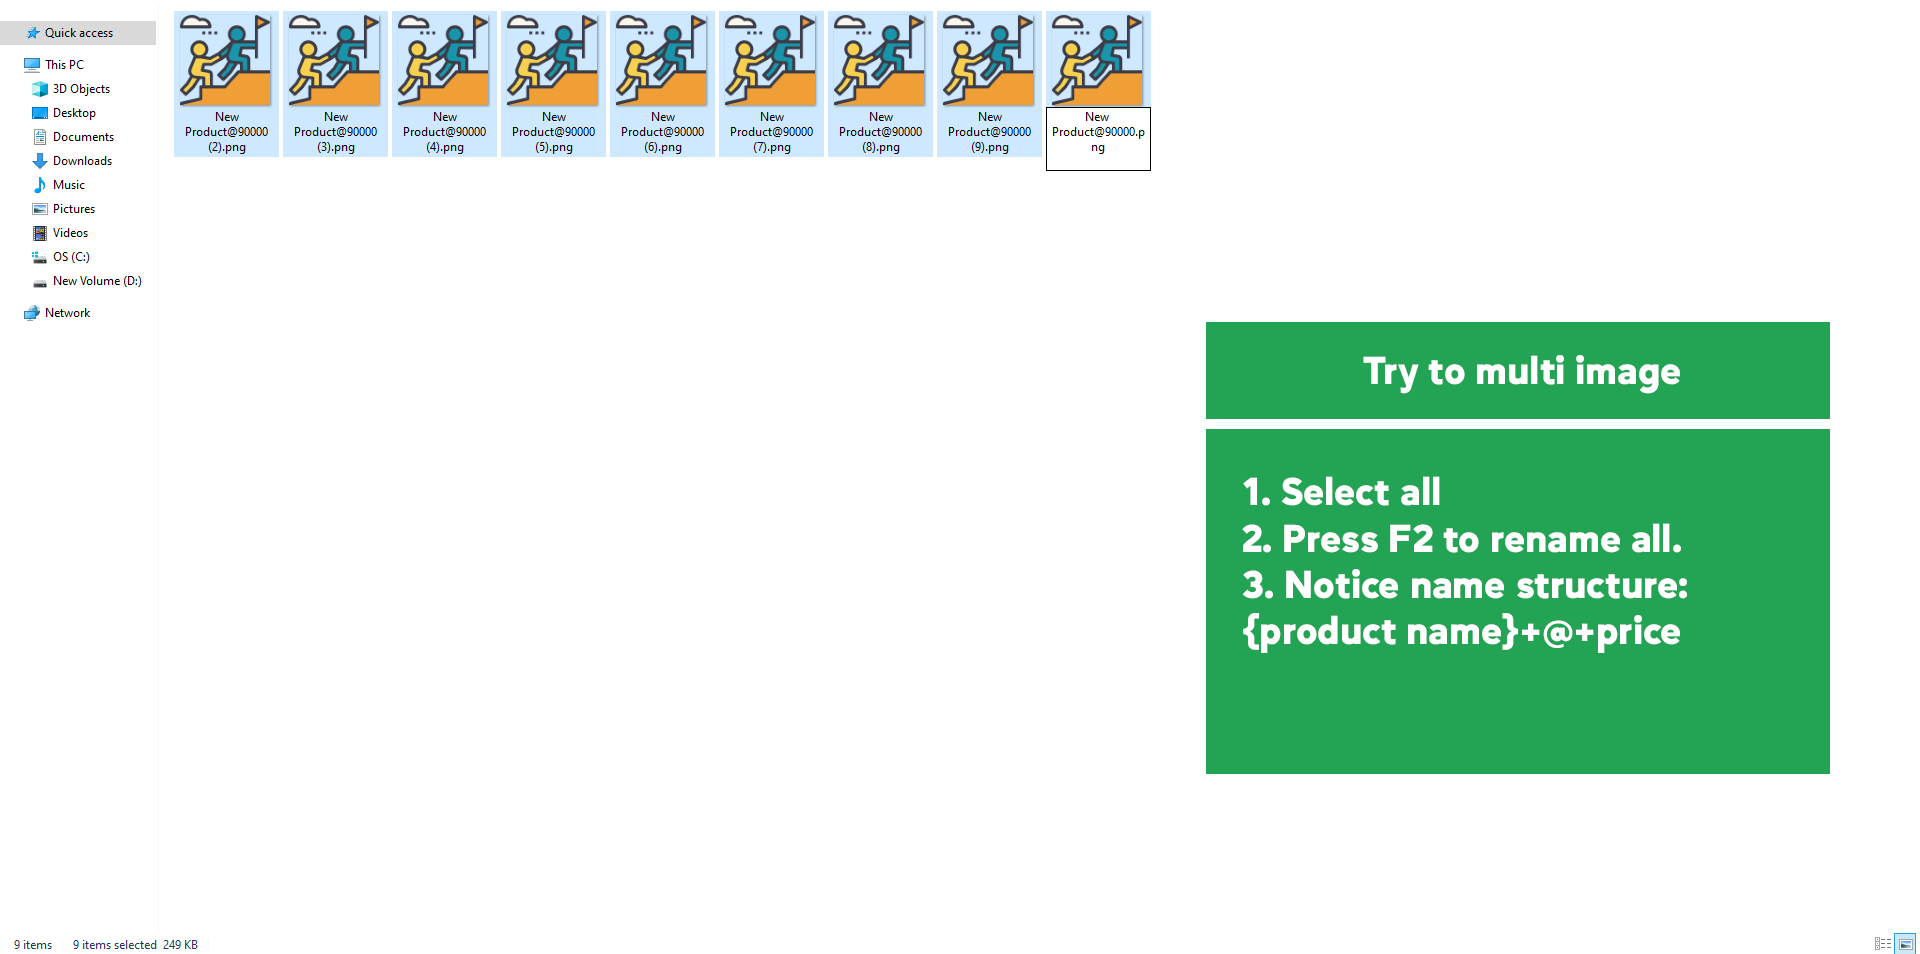 Quick access
This PC
3D Objects
Desktop
Documents
Downloads
Music
Pictures
Videos
OS (C:)
New Volume (D:)
Network
New
Product@90000
(2).png
New
Product@90000
(3).png
New
Product@90000
(4).png
New
Product@90000
(5).png
New
Product@90000
(6).png
New
Product@90000
(7).png
New
Product@90000
(8).png
New
Product@90000
(9).png
New
Product@90000.p
ng
Try to multi image
1. Select all
2. Press F2 to rename all.
3. Notice name structure:
{product name}+@+price
9 items
9 items selected 249 KB